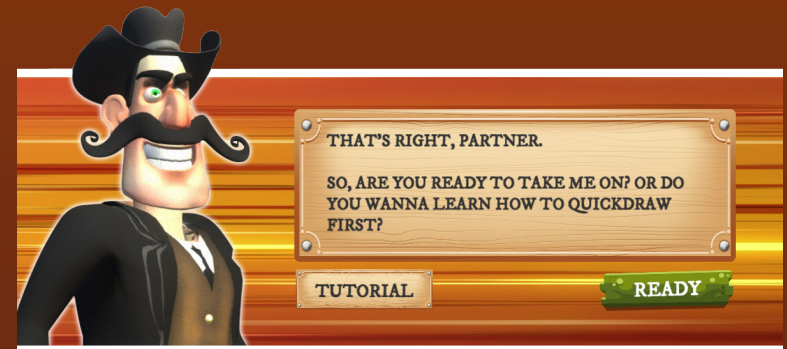 THAT'S RIGHT, PARTNER.
SO, ARE YOU READY TO TAKE ME ON? OR DO
YOU WANNA LEARN HOW TO QUICKDRAW
FIRST?
TUTORIAL
READY